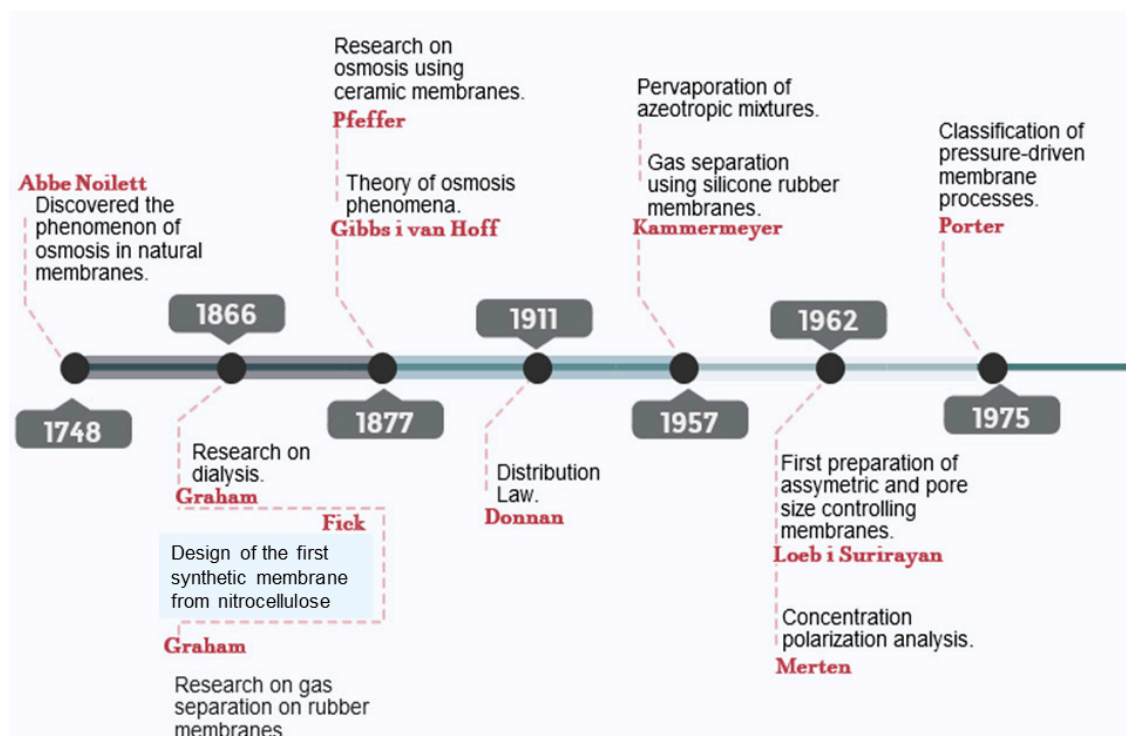 Abbe Noilett
Discovered the
phenomenon of
osmosis in natural
membranes.
1748
1866
Research on
dialysis.
Graham
Fick
Design of the first
synthetic membrane
from nitrocellulose
Graham
Research on gas
separation on rubber
membranes
Research on
osmosis using
ceramic membranes.
Pfeffer
Theory of osmosis
phenomena.
Gibbs i van Hoff
1877
1911
Distribution
Law.
Donnan
Pervaporation of
azeotropic mixtures.
Gas separation
using silicone rubber
membranes.
Kammermeyer
1957
1962
First preparation of
assymetric and pore
size controlling
membranes.
Loeb i Surirayan
Concentration
polarization analysis.
Merten
Classification of
pressure-driven
membrane
processes.
Porter
1975